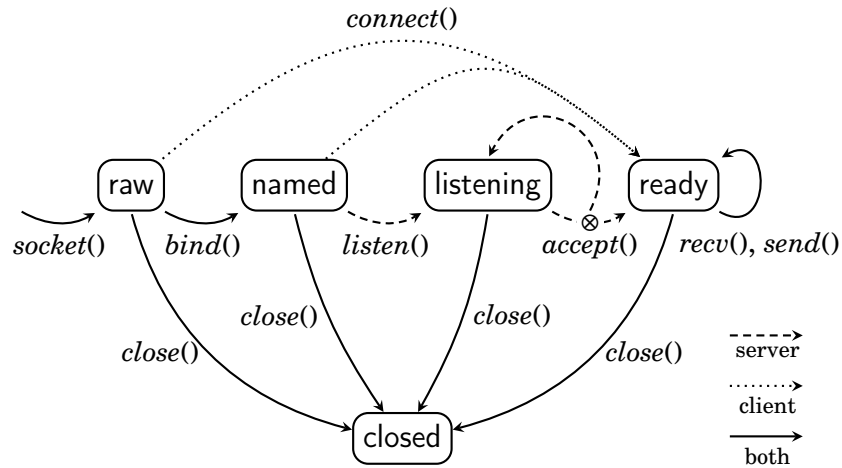 connect()
raw
named
listening
ready
socket()
bind()
listen()
accept()
recv(), send()
close()
close()
close()
close()
server
client
both
closed